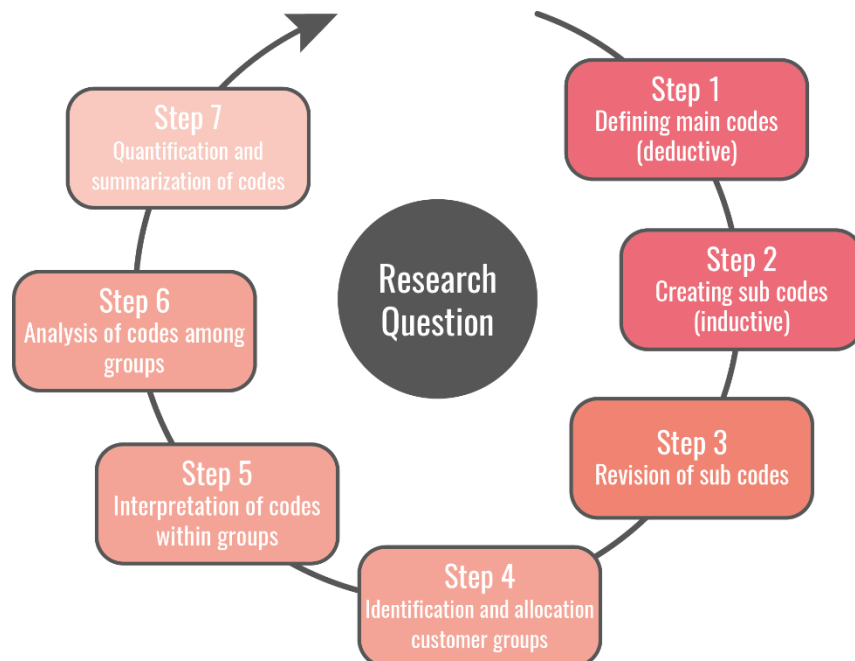 Step 1
Defining main codes
(deductive)
Step 2
Creating sub codes
(inductive)
Step 3
Revision of sub codes
Step 4
Identification and allocation
customer groups
Step 5
Interpretation of codes
within groups
Step 6
Analysis of codes among
groups
Step 7
Quantification and
summarization of codes
Research
Question